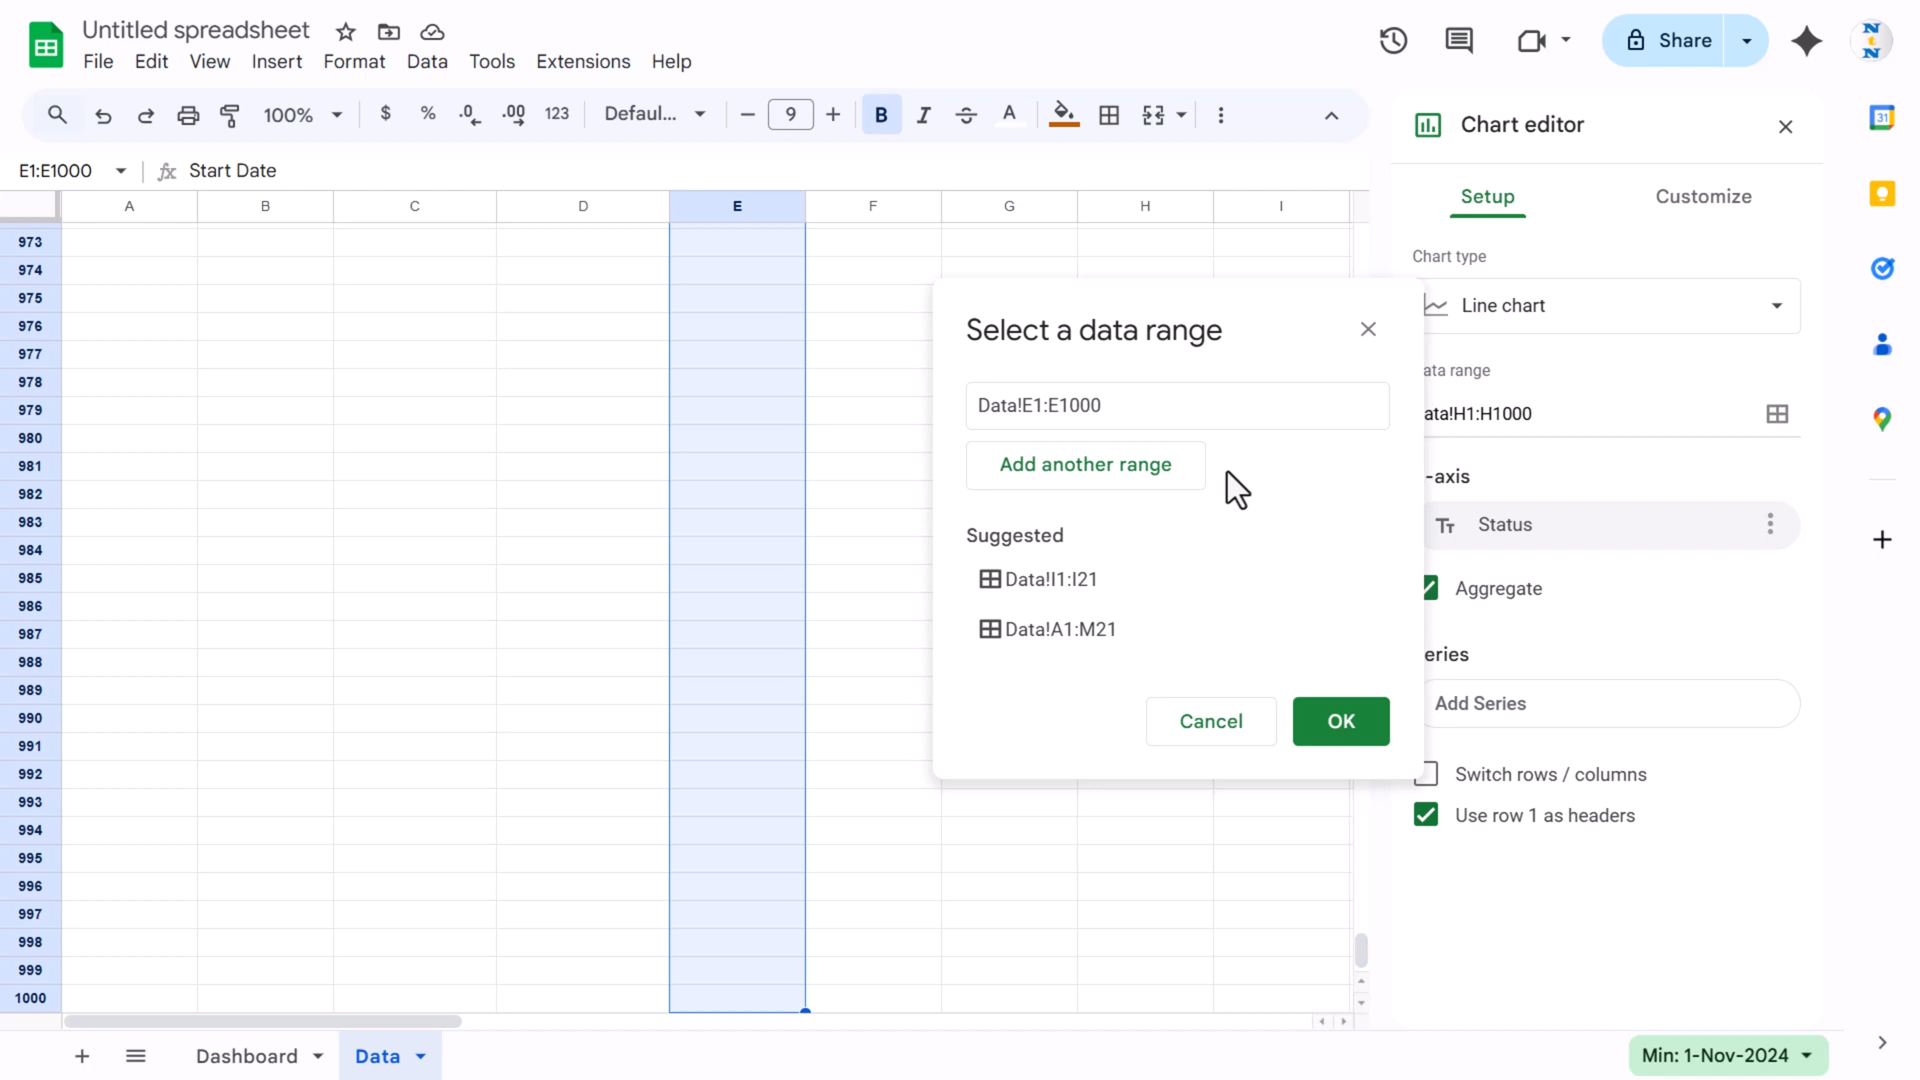 Untitled spreadsheet
File Edit View Insert Format Data Tools Extensions Help
Share
100% $ % .0 .00 123 Defaul... 9 B I A
E1:E1000 fx Start Date
A B C D E F G H I
973
974
975
976
977
978
979
980
981
982
983
984
985
986
987
988
989
990
991
992
993
994
995
996
997
998
999
1000
Select a data range
Data!E1:E1000
Add another range
Suggested
Data!I1:I21
Data!A1:M21
Cancel OK
Chart editor
Setup Customize
Chart type
Line chart
ata range
ata!H1:H1000
-axis
Tт Status
Aggregate
eries
Add Series
Switch rows / columns
Use row 1 as headers
31
N
t
N
Dashboard Data
Min: 1-Nov-2024